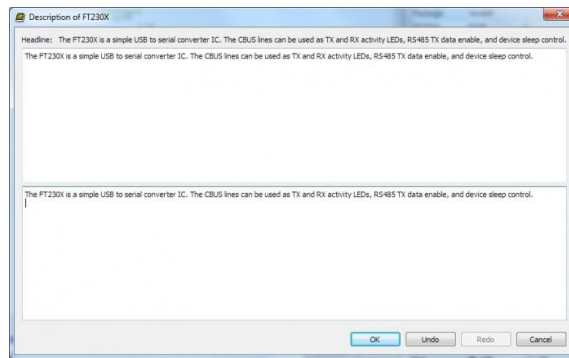 Description of FT230X
Headline: The FT230X is a simple USB to serial converter IC. The CBUS lines can be used as TX and RX activity LEDs, RS485 TX data enable, and device sleep control.
The FT230X is a simple USB to serial converter IC. The CBUS lines can be used as TX and RX activity LEDs, RS485 TX data enable, and device sleep control.
The FT230X is a simple USB to serial converter IC. The CBUS lines can be used as TX and RX activity LEDs, RS485 TX data enable, and device sleep control.
OK Undo Redo Cancel